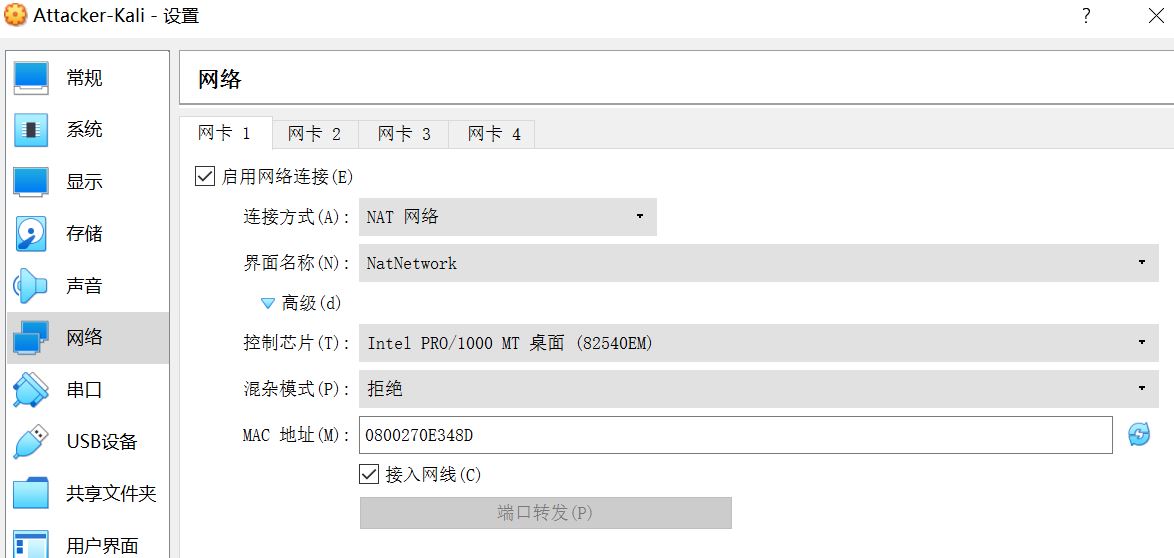 Attacker-Kali - 设置
?
常规
系统
显示
存储
声音
网络
串口
USB设备
共享文件夹
用户界面
网络
网卡 1 网卡 2 网卡 3 网卡 4
启用网络连接(E)
连接方式(A): NAT 网络
界面名称(N): NatNetwork
高级(d)
控制芯片(T): Intel PRO/1000 MT 桌面 (82540EM)
混杂模式(P): 拒绝
MAC 地址(M): 0800270E348D
接入网线(C)
端口转发(P)